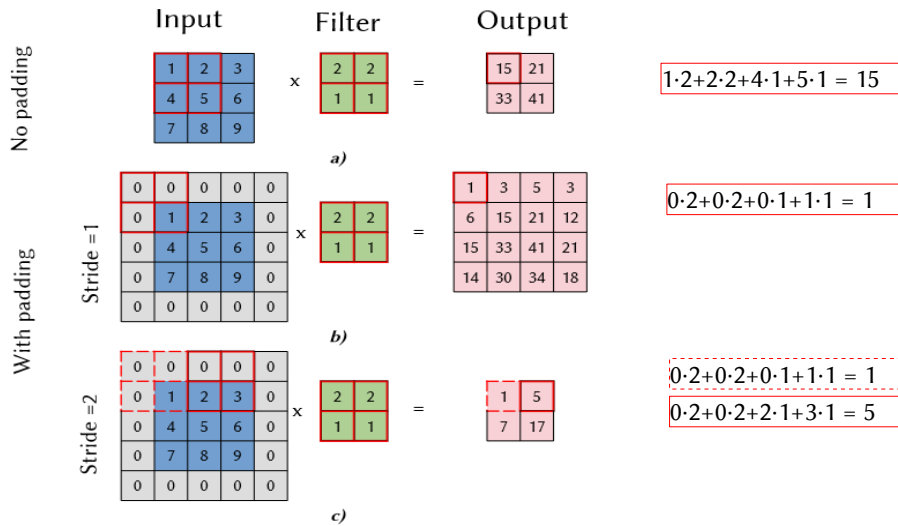 Input Filter Output
No padding
1 2 3
4 5 6
7 8 9
x
2 2
1 1
=
15 21
33 41
1·2+2·2+4·1+5·1 = 15
a)
With padding
Stride =1
0 0 0 0 0
0 1 2 3 0
0 4 5 6 0
0 7 8 9 0
0 0 0 0 0
x
2 2
1 1
=
1 3 5 3
6 15 21 12
15 33 41 21
14 30 34 18
0·2+0·2+0·1+1·1 = 1
b)
Stride =2
0 0 0 0 0
0 1 2 3 0
0 4 5 6 0
0 7 8 9 0
0 0 0 0 0
x
2 2
1 1
=
1 5
7 17
0·2+0·2+0·1+1·1 = 1
0·2+0·2+2·1+3·1 = 5
c)